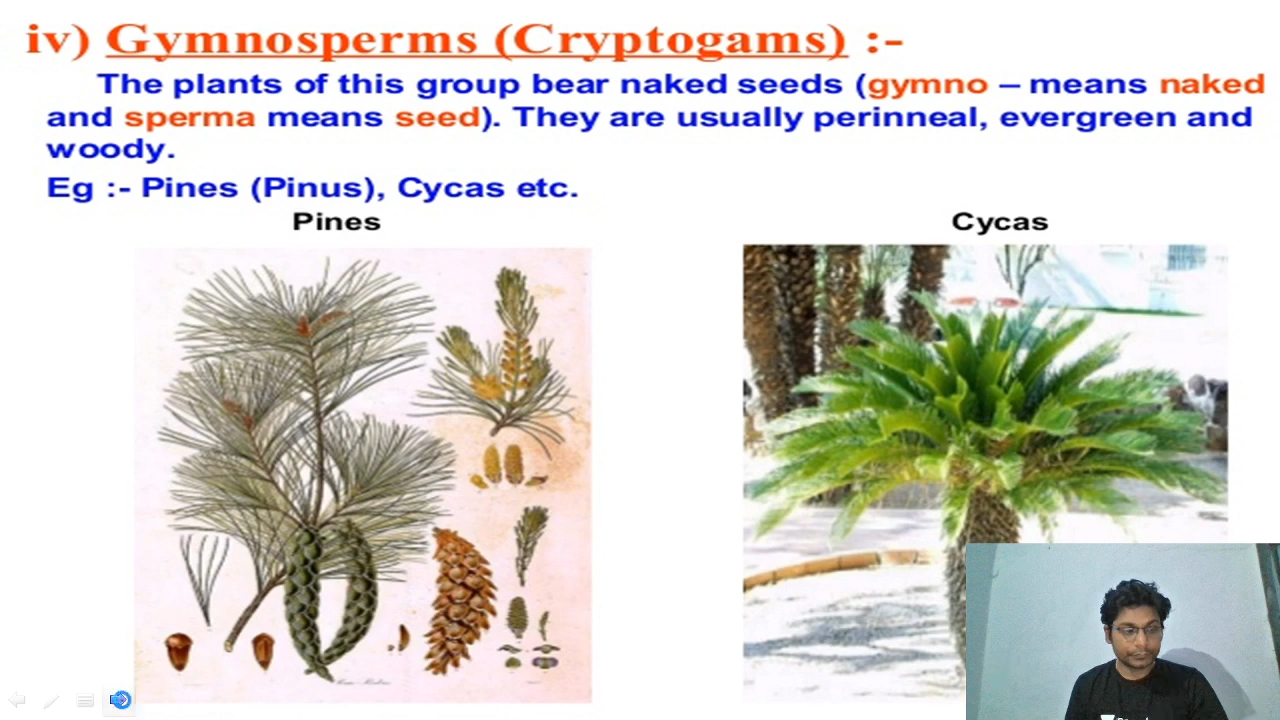 iv) Gymnosperms (Cryptogams) :-
The plants of this group bear naked seeds (gymno – means naked
and sperma means seed). They are usually perinneal, evergreen and
woody.
Eg :- Pines (Pinus), Cycas etc.
Pines
Cycas